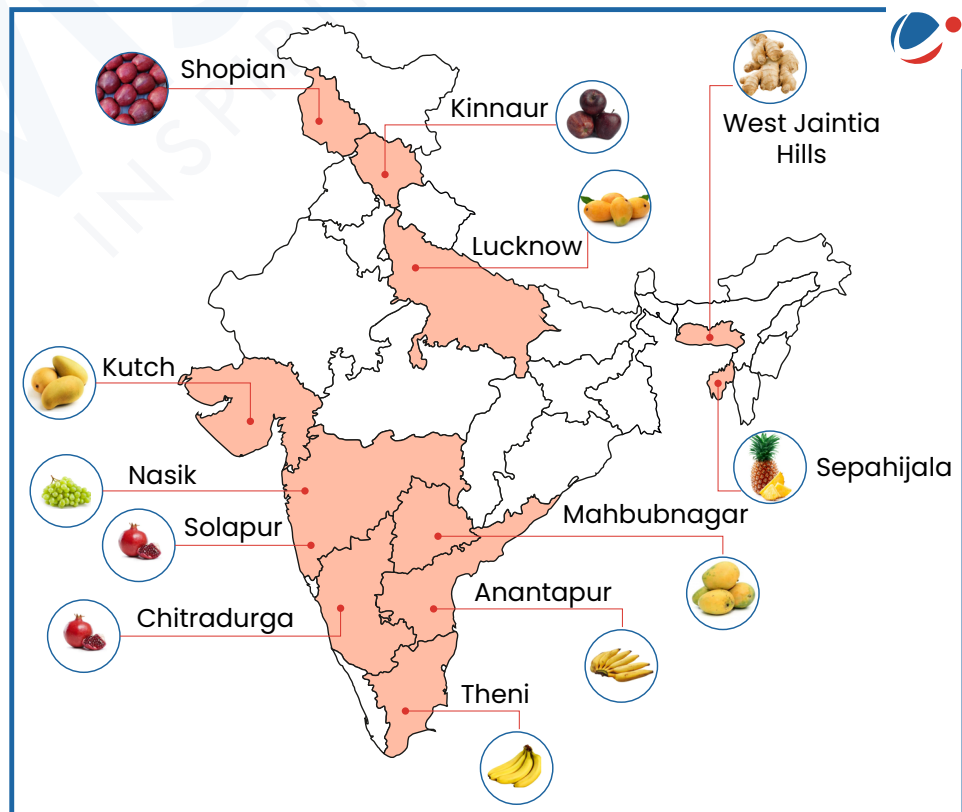 Shopian
Kinnaur
West Jaintia
Hills
Lucknow
Kutch
Nasik
Sepahijala
Solapur
Mahbubnagar
Anantapur
Chitradurga
Theni